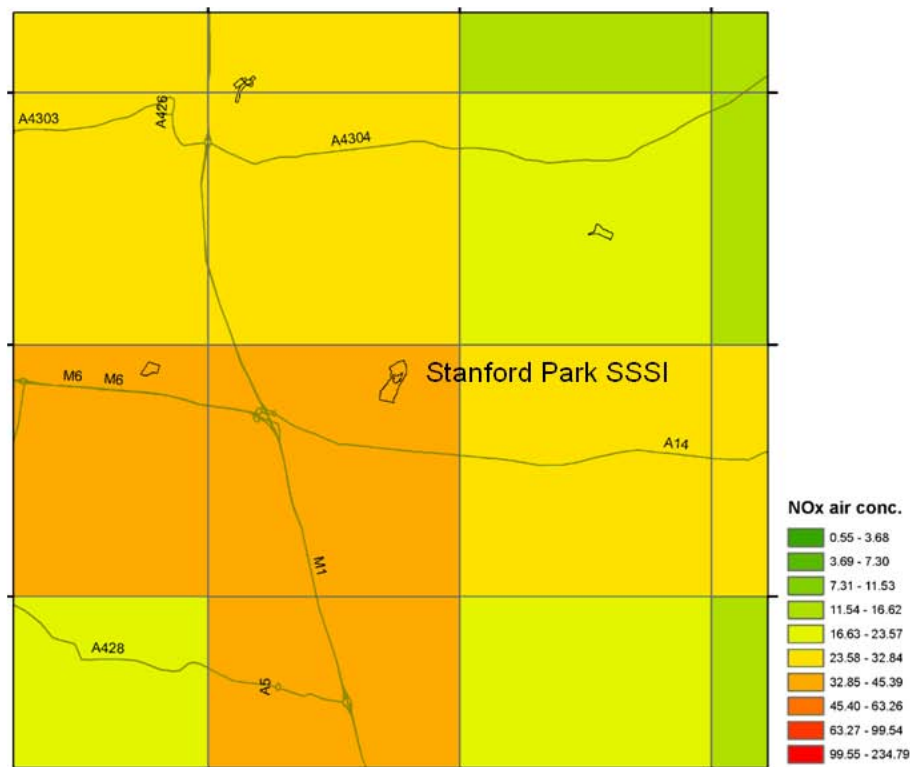 A4303
A426
A4304
M6
M6
Stanford Park SSSI
A14
M1
A428
A5
NOx air conc.
0.55 - 3.68
3.69 - 7.30
7.31 - 11.53
11.54 - 16.62
16.63 - 23.57
23.58 - 32.84
32.85 - 45.39
45.40 - 63.26
63.27 - 99.54
99.55 - 234.79